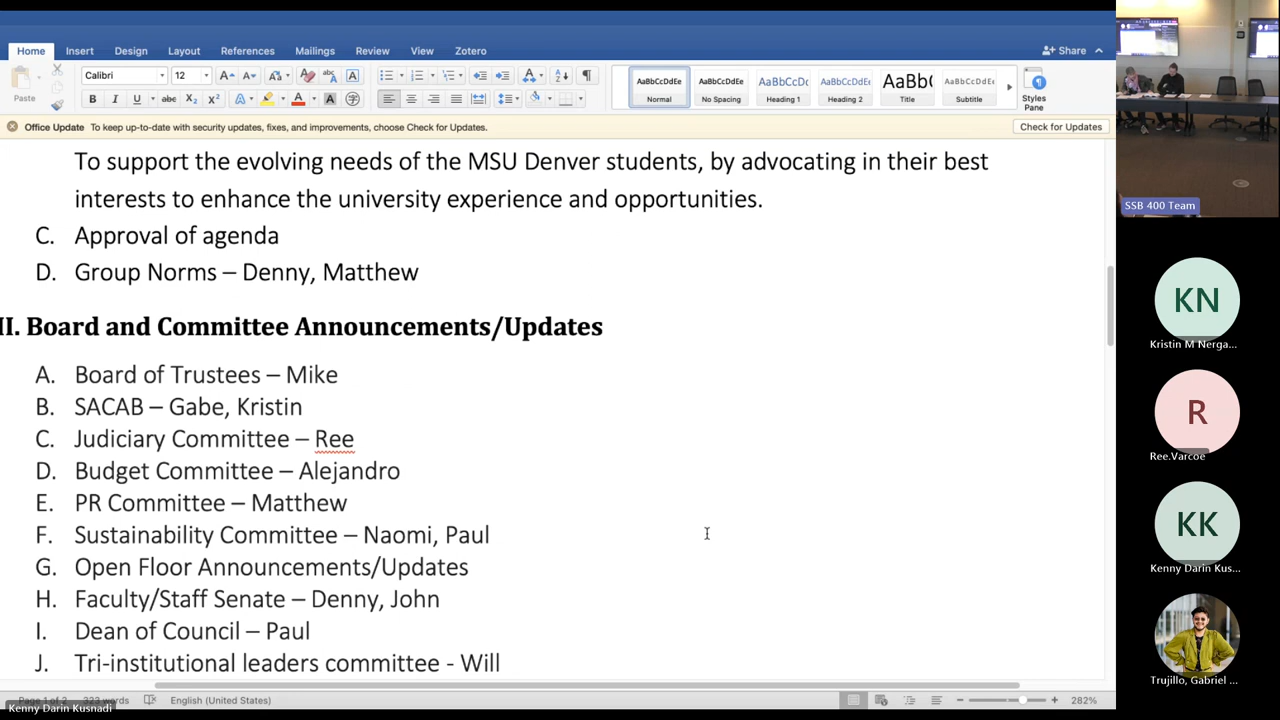 Home Insert Design Layout References Mailings Review View Zotero Share
Calibri 12
Paste
AaBbCcDdEe AaBbCcDdEe AaBbCcDc AaBbCcDdEe AaBb( AaBbCcDdEe
Normal No Spacing Heading 1 Heading 2 Title Subtitle Styles Pane
Office Update To keep up-to-date with security updates, fixes, and improvements, choose Check for Updates. Check for Updates
To support the evolving needs of the MSU Denver students, by advocating in their best
interests to enhance the university experience and opportunities.
C. Approval of agenda
D. Group Norms – Denny, Matthew
II. Board and Committee Announcements/Updates
A. Board of Trustees – Mike
B. SACAB – Gabe, Kristin
C. Judiciary Committee – Ree
D. Budget Committee – Alejandro
E. PR Committee – Matthew
F. Sustainability Committee – Naomi, Paul
G. Open Floor Announcements/Updates
H. Faculty/Staff Senate – Denny, John
I. Dean of Council – Paul
J. Tri-institutional leaders committee - Will
Page 1 of 2 323 words English (United States) 282%
Kenny Darin Kusnadi
SSB 400 Team
KN
Kristin M Nerga...
R
Ree.Varcoe
KK
Kenny Darin Kus...
Trujillo, Gabriel ...